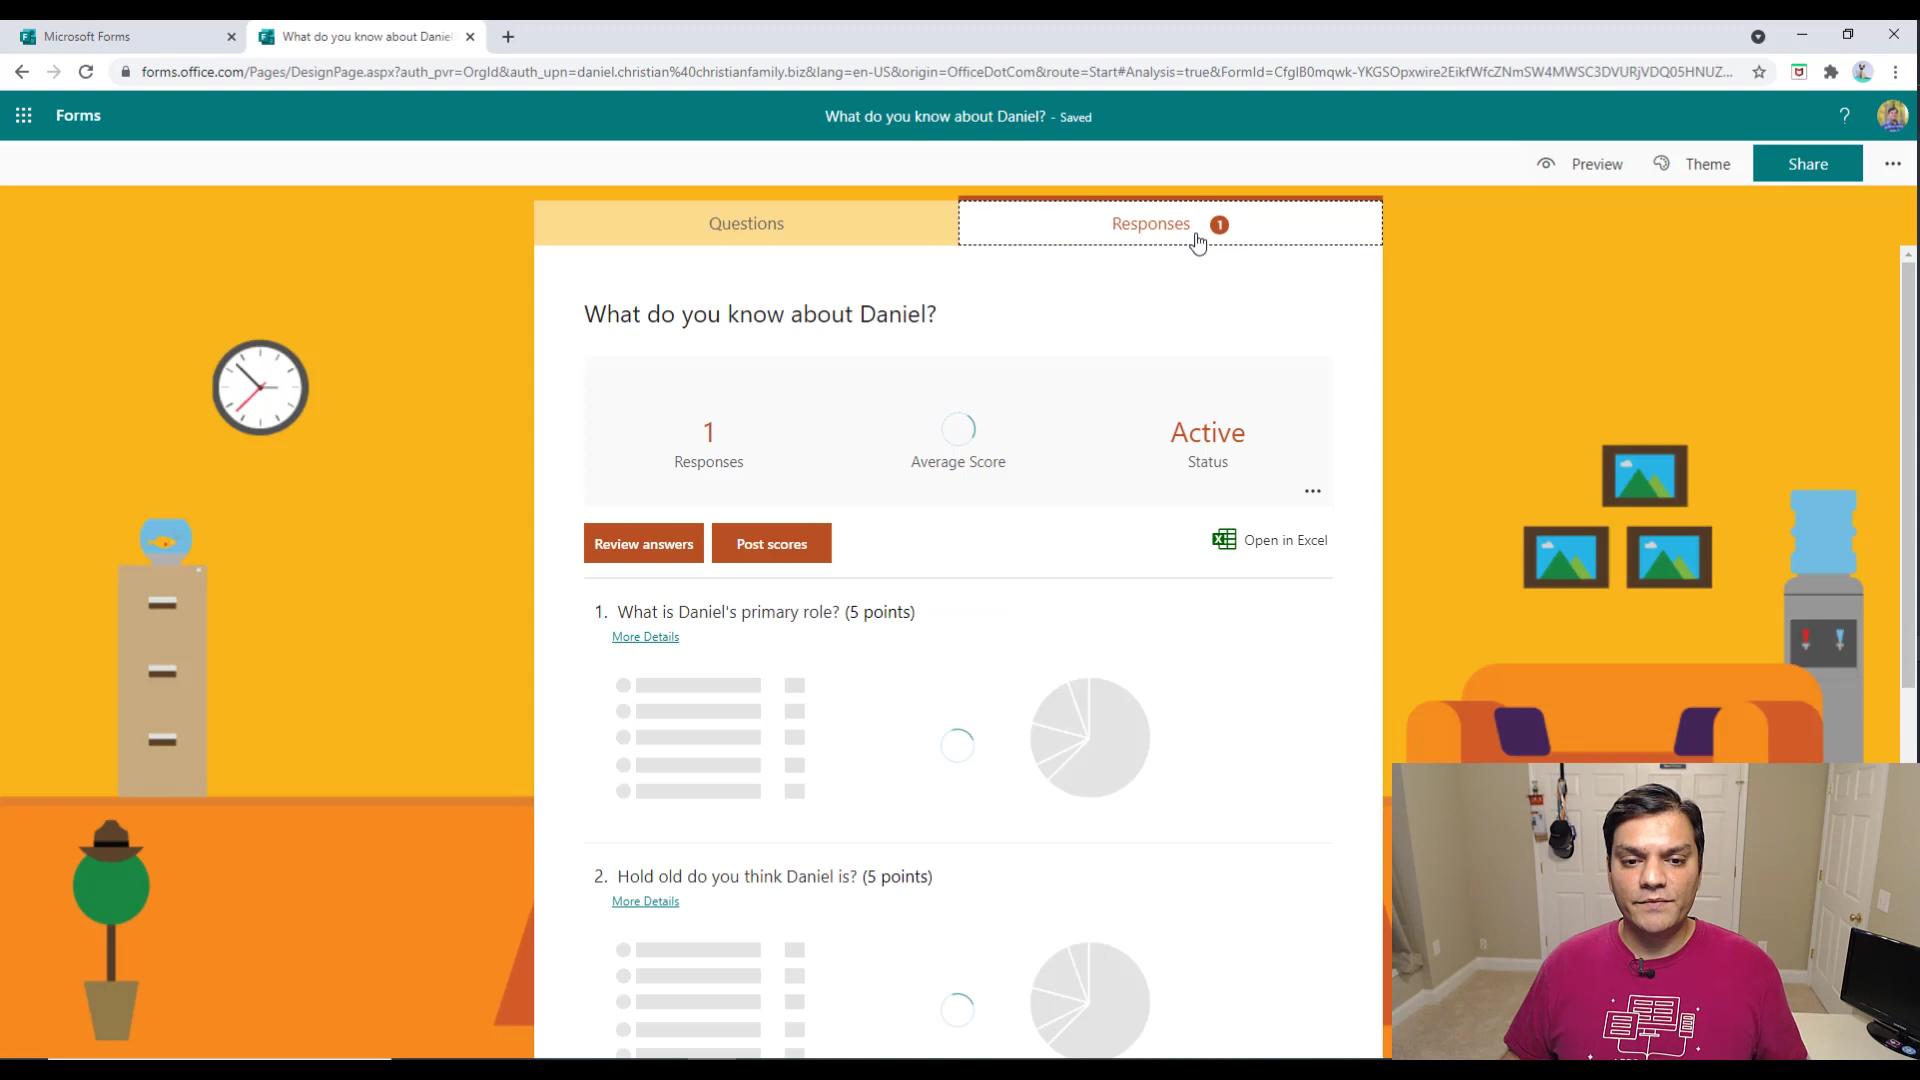 Microsoft Forms
What do you know about Daniel
forms.office.com/Pages/DesignPage.aspx?auth_pvr=OrgId&auth_upn=daniel.christian%40christianfamily.biz&lang=en-US&origin=OfficeDotCom&route=Start#Analysis=true&FormId=CfglB0mqwk-YKGSOpxwire2EikfWfcZNmSW4MWSC3DVURjVDQ05HNUZ...
Forms
What do you know about Daniel? - Saved
?
Preview
Theme
Share
Questions
Responses 1
What do you know about Daniel?
1
Responses
Average Score
Active
Status
Review answers
Post scores
Open in Excel
1. What is Daniel's primary role? (5 points)
More Details
2. Hold old do you think Daniel is? (5 points)
More Details